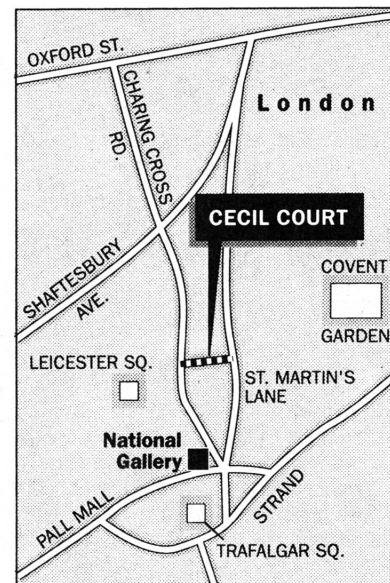 OXFORD ST.
CHARING CROSS
RD.
London
CECIL COURT
SHAFTESBURY
AVE.
COVENT
GARDEN
LEICESTER SQ.
ST. MARTIN'S
LANE
National
Gallery
PALL MALL
STRAND
TRAFALGAR SQ.